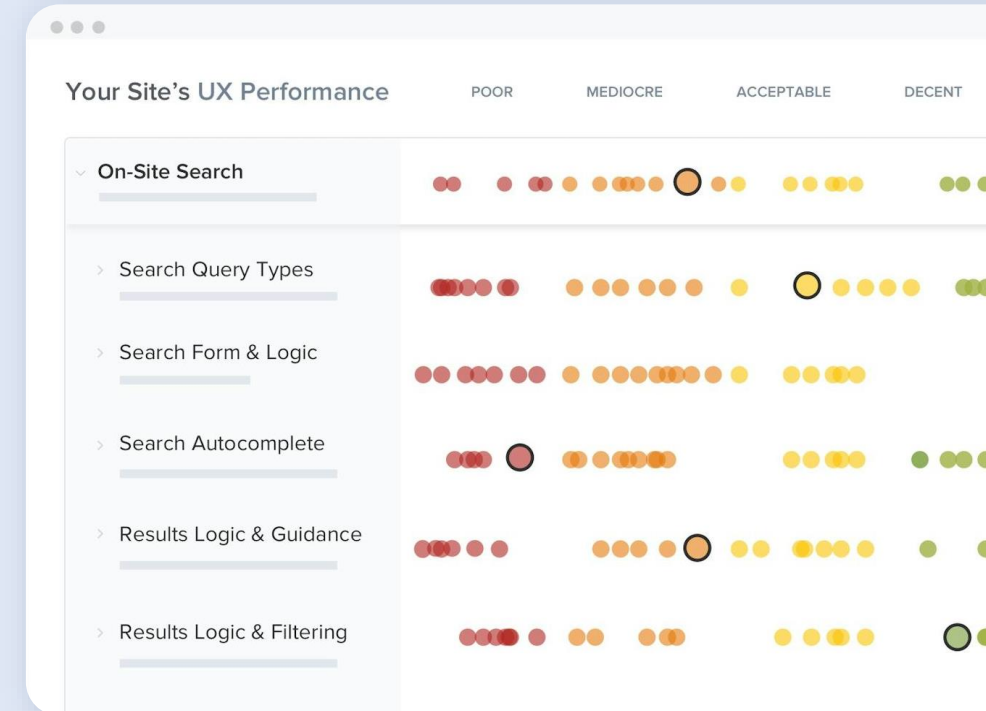 Your Site’s UX Performance
POOR MEDIOCRE ACCEPTABLE DECENT
On-Site Search
Search Query Types
Search Form & Logic
Search Autocomplete
Results Logic & Guidance
Results Logic & Filtering